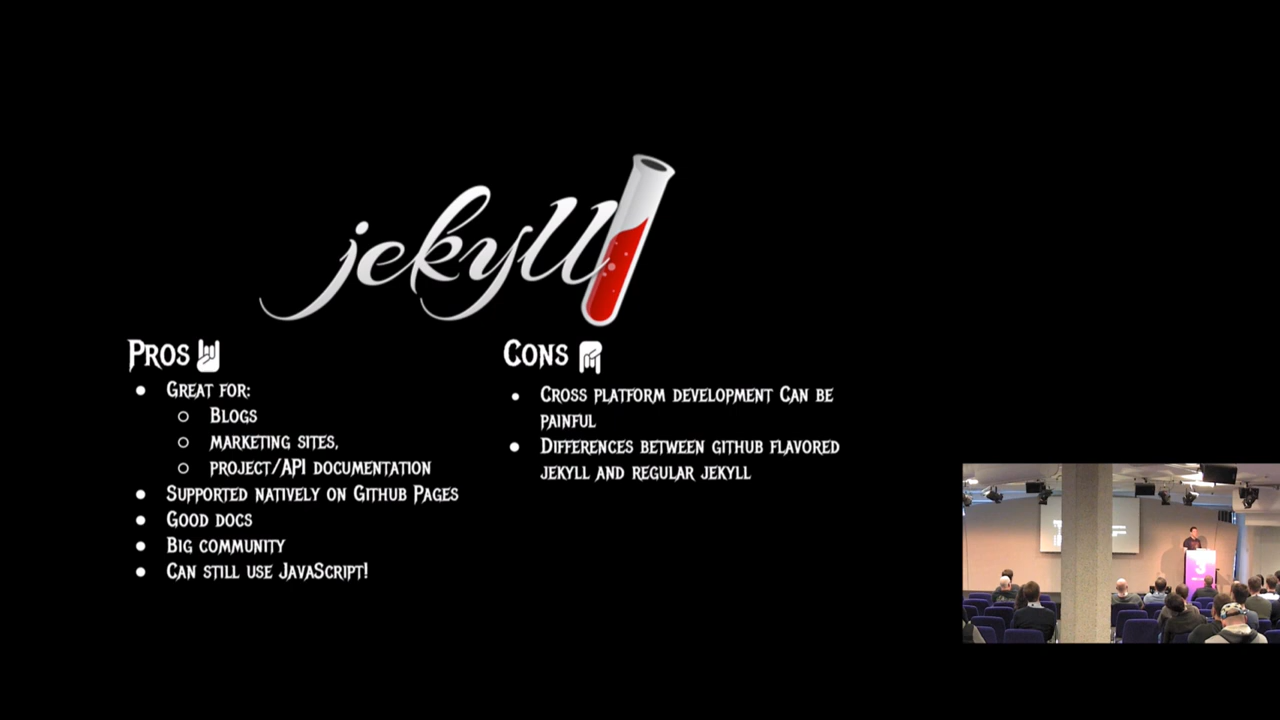 jekyll
Pros
Great for:
Blogs
marketing sites,
project/API documentation
Supported natively on Github Pages
Good docs
Big community
Can still use JavaScript!
Cons
Cross platform development Can be
painful
Differences between github flavored
jekyll and regular jekyll
3